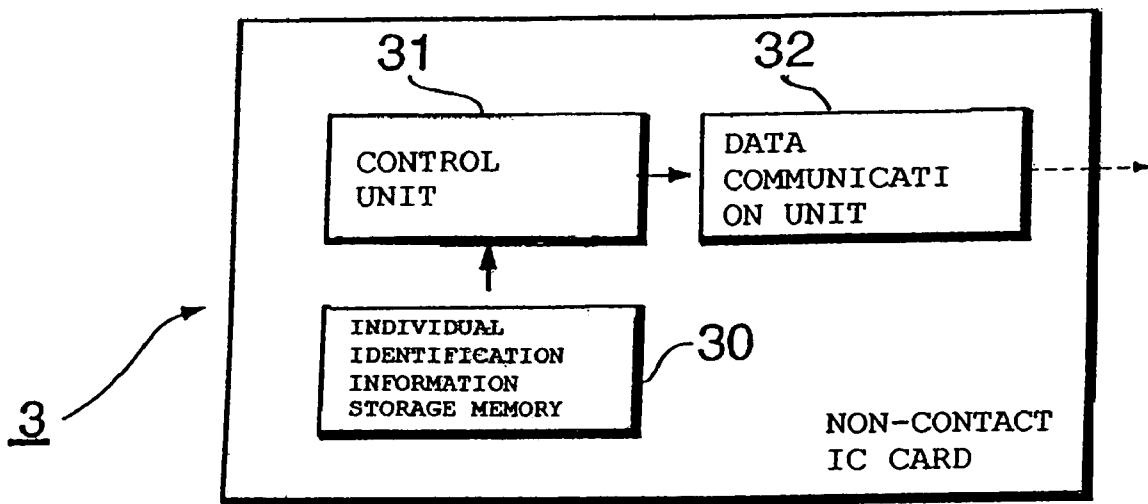 31
32
CONTROL
UNIT
DATA
COMMUNICATI
ON UNIT
INDIVIDUAL
IDENTIFICATION
INFORMATION
STORAGE MEMORY
30
3
NON-CONTACT
IC CARD